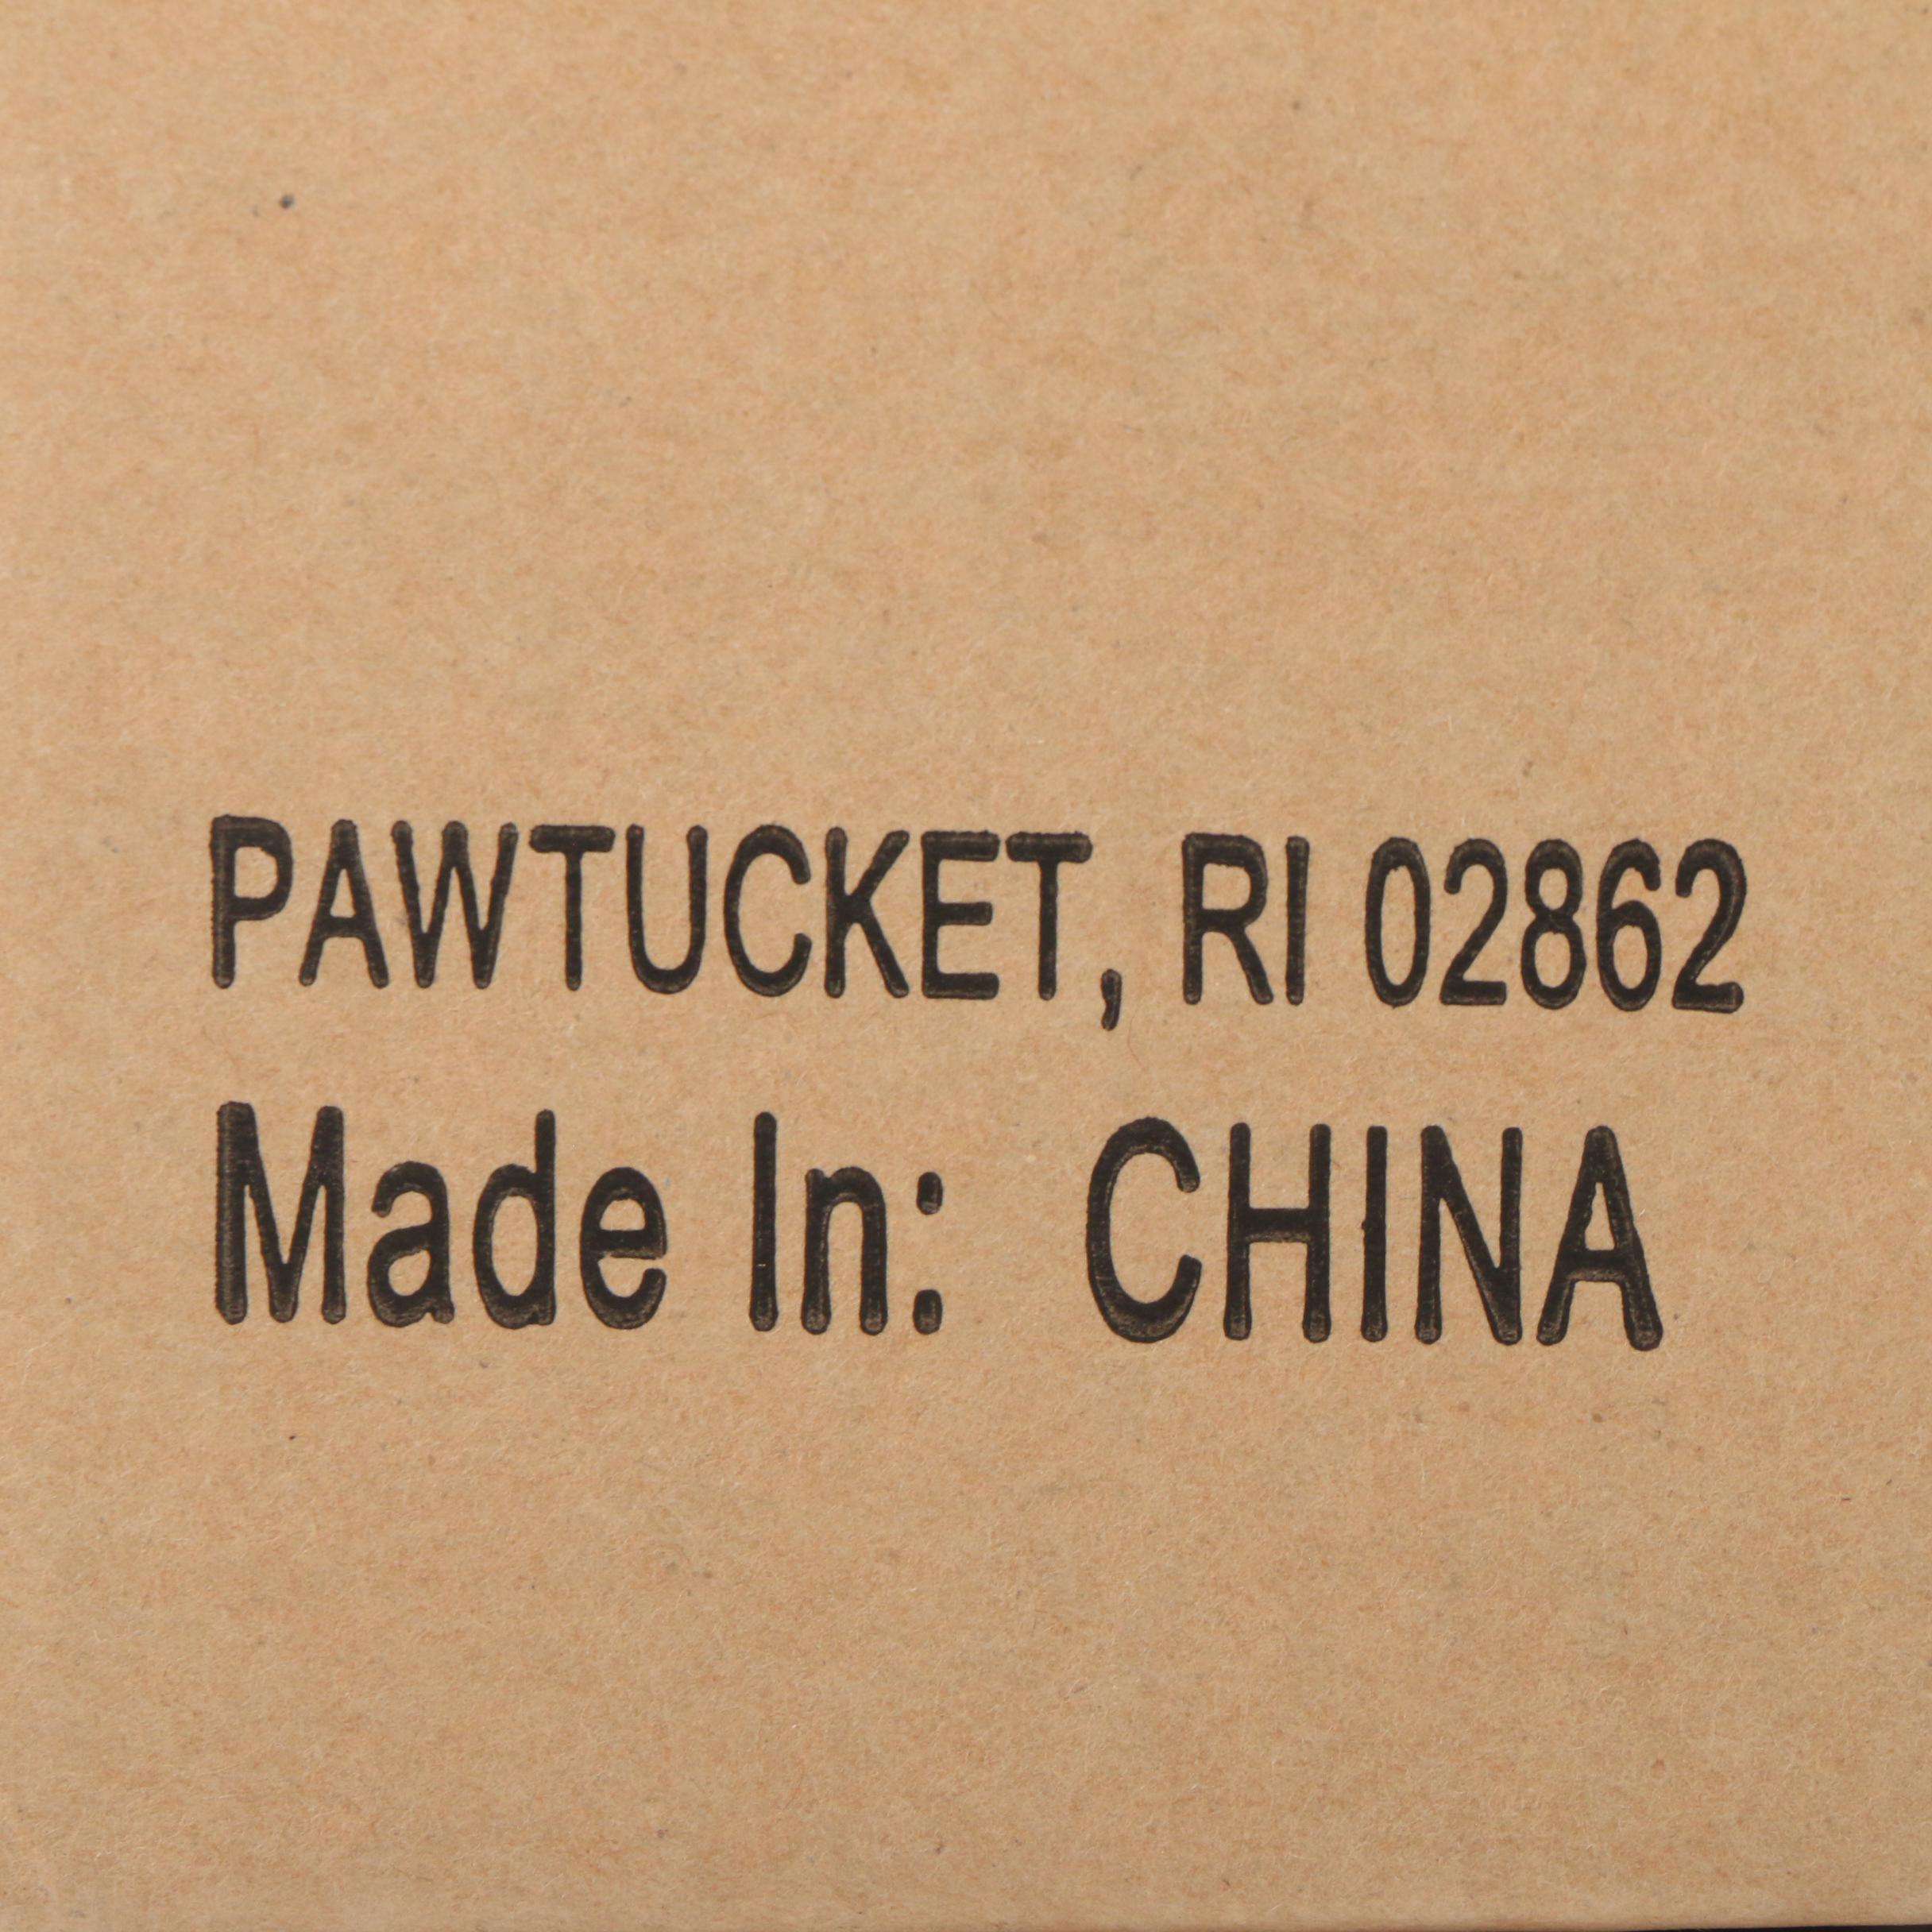 PAWTUCKET, RI 02862
Made In: CHINA